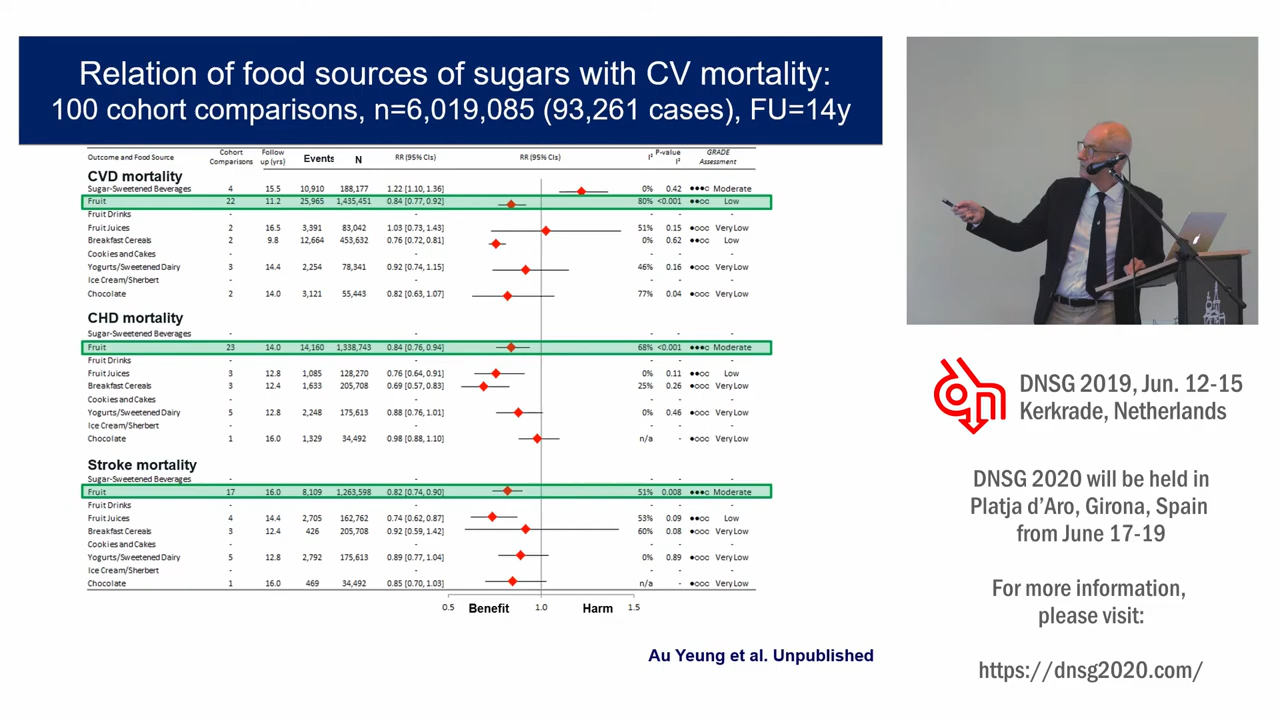 Relation of food sources of sugars with CV mortality:
100 cohort comparisons, n=6,019,085 (93,261 cases), FU=14y
Outcome and Food Source Cohort Comparisons Follow up (yrs) Events N RR (95% CIs) RR (95% CIs) I² P-value I² GRADE Assessment
CVD mortality
Sugar-Sweetened Beverages 4 15.5 10,910 188,177 1.22 [1.10, 1.36] 0% 0.42 Moderate
Fruit 22 11.2 25,965 1,435,451 0.84 [0.77, 0.92] 80% <0.001 Low
Fruit Drinks - - -
Fruit Juices 2 16.5 3,391 83,042 1.03 [0.73, 1.43] 51% 0.15 Very Low
Breakfast Cereals 2 9.8 12,664 453,632 0.76 [0.72, 0.81] 0% 0.62 Low
Cookies and Cakes - - - - -
Yogurts/Sweetened Dairy 3 14.4 2,254 78,341 0.92 [0.74, 1.15] 46% 0.16 Very Low
Ice Cream/Sherbert - - - - -
Chocolate 2 14.0 3,121 55,443 0.82 [0.63, 1.07] 77% 0.04 Very Low
CHD mortality
Sugar-Sweetened Beverages - - - - -
Fruit 23 14.0 14,160 1,338,743 0.84 [0.76, 0.94] 68% <0.001 Moderate
Fruit Drinks - - - - -
Fruit Juices 3 12.8 1,085 128,270 0.76 [0.64, 0.91] 0% 0.11 Low
Breakfast Cereals 3 12.4 1,633 205,708 0.69 [0.57, 0.83] 25% 0.26 Very Low
Cookies and Cakes - - - - -
Yogurts/Sweetened Dairy 5 12.8 2,248 175,613 0.88 [0.76, 1.01] 0% 0.46 Very Low
Ice Cream/Sherbert - - - - -
Chocolate 1 16.0 1,329 34,492 0.98 [0.88, 1.10] n/a - Very Low
Stroke mortality
Sugar-Sweetened Beverages - - - - -
Fruit 17 16.0 8,109 1,263,598 0.82 [0.74, 0.90] 51% 0.008 Moderate
Fruit Drinks - - - - -
Fruit Juices 4 14.4 2,705 162,762 0.74 [0.62, 0.87] 53% 0.09 Low
Breakfast Cereals 3 12.4 426 205,708 0.92 [0.59, 1.42] 60% 0.08 Very Low
Cookies and Cakes - - - - -
Yogurts/Sweetened Dairy 5 12.8 2,792 175,613 0.89 [0.77, 1.04] 0% 0.89 Very Low
Ice Cream/Sherbert - - - - -
Chocolate 1 16.0 469 34,492 0.85 [0.70, 1.03] n/a - Very Low
0.5 Benefit 1.0 Harm 1.5
Au Yeung et al. Unpublished
DNSG 2019, Jun. 12-15
Kerkrade, Netherlands
DNSG 2020 will be held in
Platja d'Aro, Girona, Spain
from June 17-19
For more information,
please visit:
https://dnsg2020.com/